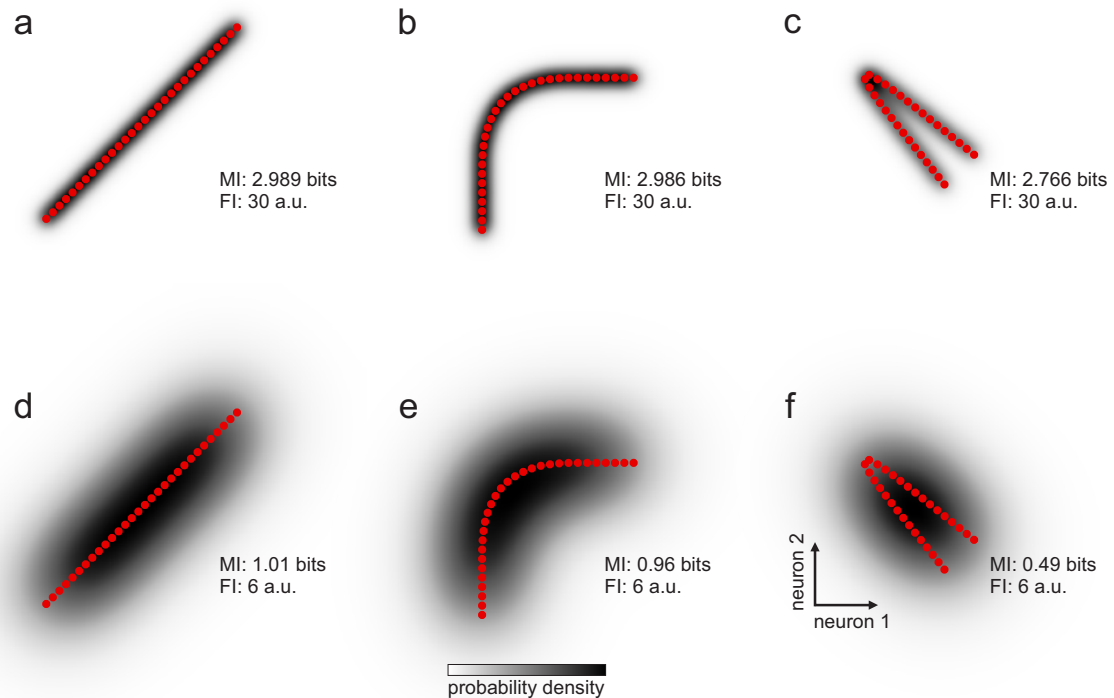 a
MI: 2.989 bits
FI: 30 a.u.
b
MI: 2.986 bits
FI: 30 a.u.
c
MI: 2.766 bits
FI: 30 a.u.
d
MI: 1.01 bits
FI: 6 a.u.
e
MI: 0.96 bits
FI: 6 a.u.
f
MI: 0.49 bits
FI: 6 a.u.
neuron 2
neuron 1
probability density